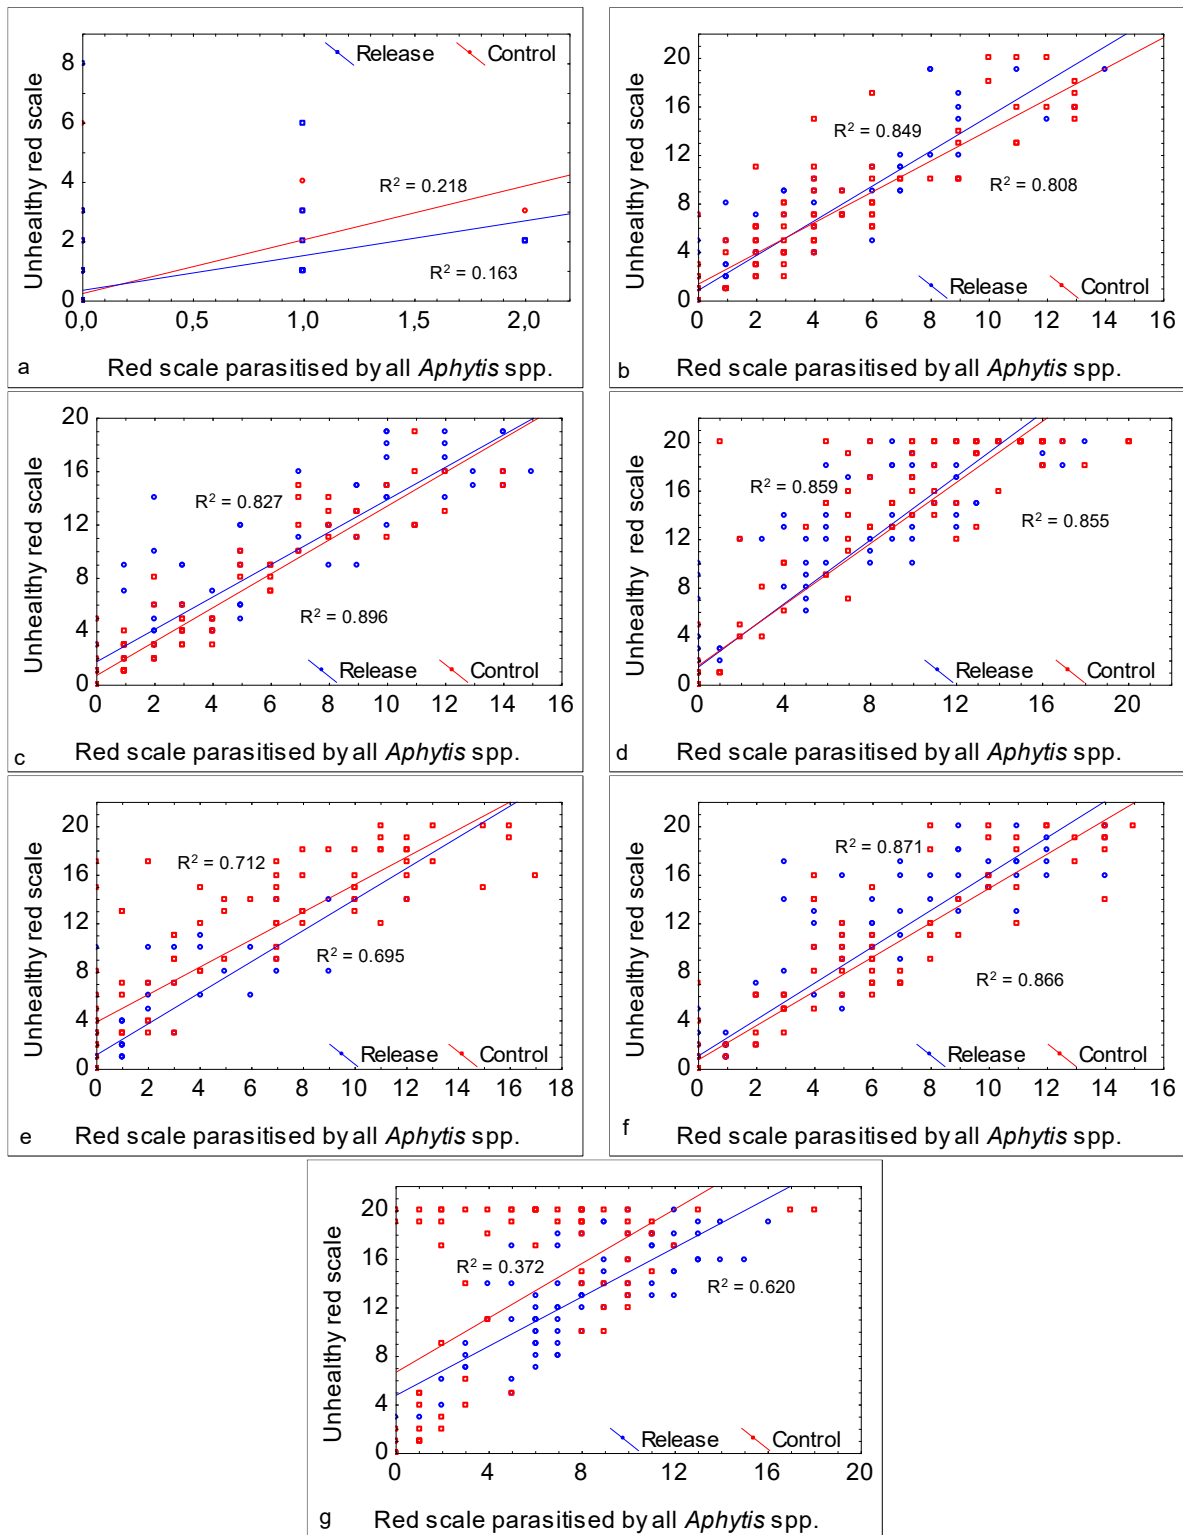 Release Control
Unhealthy red scale
8
6
4
2
0
R² = 0.218
R² = 0.163
0,0 0,5 1,0 1,5 2,0
a Red scale parasitised by all Aphytis spp.
Unhealthy red scale
20
16
12
8
4
0
R² = 0.849
R² = 0.808
Release Control
0 2 4 6 8 10 12 14 16
b Red scale parasitised by all Aphytis spp.
Unhealthy red scale
20
16
12
8
4
0
R² = 0.827
R² = 0.896
Release Control
0 2 4 6 8 10 12 14 16
c Red scale parasitised by all Aphytis spp.
Unhealthy red scale
20
16
12
8
4
0
R² = 0.859
R² = 0.855
Release Control
0 4 8 12 16 20
d Red scale parasitised by all Aphytis spp.
Unhealthy red scale
20
16
12
8
4
0
R² = 0.712
R² = 0.695
Release Control
0 2 4 6 8 10 12 14 16 18
e Red scale parasitised by all Aphytis spp.
Unhealthy red scale
20
16
12
8
4
0
R² = 0.871
R² = 0.866
Release Control
0 2 4 6 8 10 12 14 16
f Red scale parasitised by all Aphytis spp.
Unhealthy red scale
20
16
12
8
4
0
R² = 0.372
R² = 0.620
Release Control
0 4 8 12 16 20
g Red scale parasitised by all Aphytis spp.